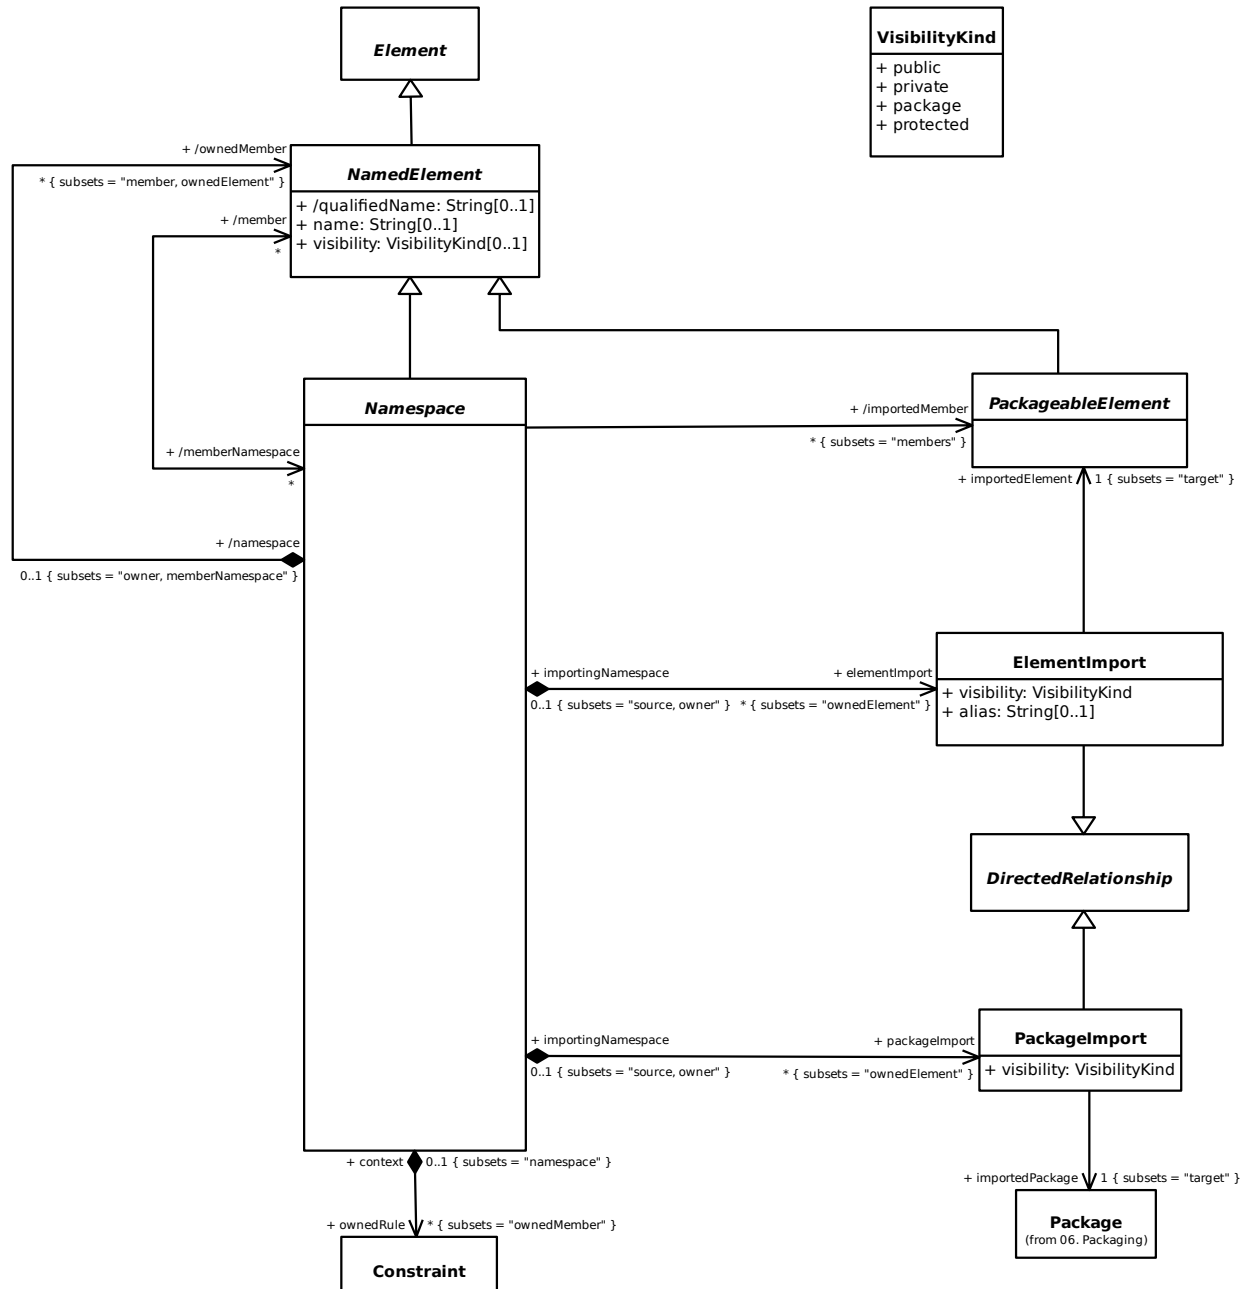 Element
VisibilityKind
+ public
+ private
+ package
+ protected
+ /ownedMember
* { subsets = "member, ownedElement" }
NamedElement
+ /qualifiedName: String[0..1]
+ name: String[0..1]
+ visibility: VisibilityKind[0..1]
+ /member
*
Namespace
+ /importedMember
* { subsets = "members" }
PackageableElement
+ /memberNamespace
*
+ importedElement
1 { subsets = "target" }
+ /namespace
0..1 { subsets = "owner, memberNamespace" }
+ importingNamespace
0..1 { subsets = "source, owner" }
+ elementImport
* { subsets = "ownedElement" }
ElementImport
+ visibility: VisibilityKind
+ alias: String[0..1]
DirectedRelationship
+ importingNamespace
0..1 { subsets = "source, owner" }
+ packageImport
* { subsets = "ownedElement" }
PackageImport
+ visibility: VisibilityKind
+ context
0..1 { subsets = "namespace" }
+ importedPackage
1 { subsets = "target" }
+ ownedRule
* { subsets = "ownedMember" }
Package
(from 06. Packaging)
Constraint